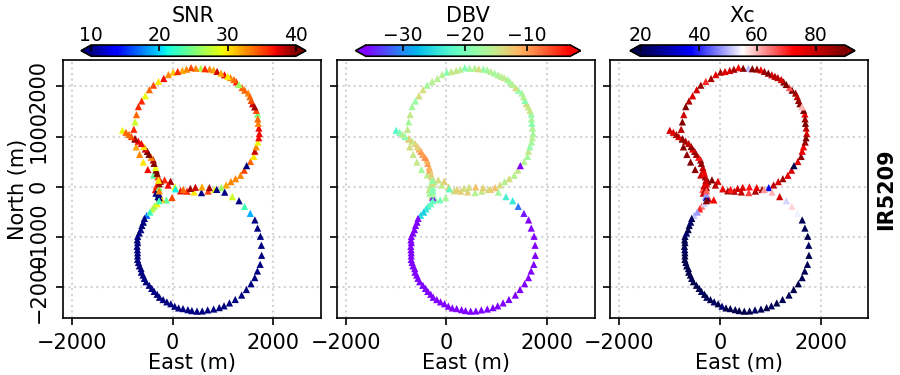 SNR DBV Xc
10 20 30 40 −30 −20 −10 20 40 60 80
2000
1000
0
−1000
−2000
North (m)
IR5209
−2000 0 2000 −2000 0 2000 −2000 0 2000
East (m) East (m) East (m)